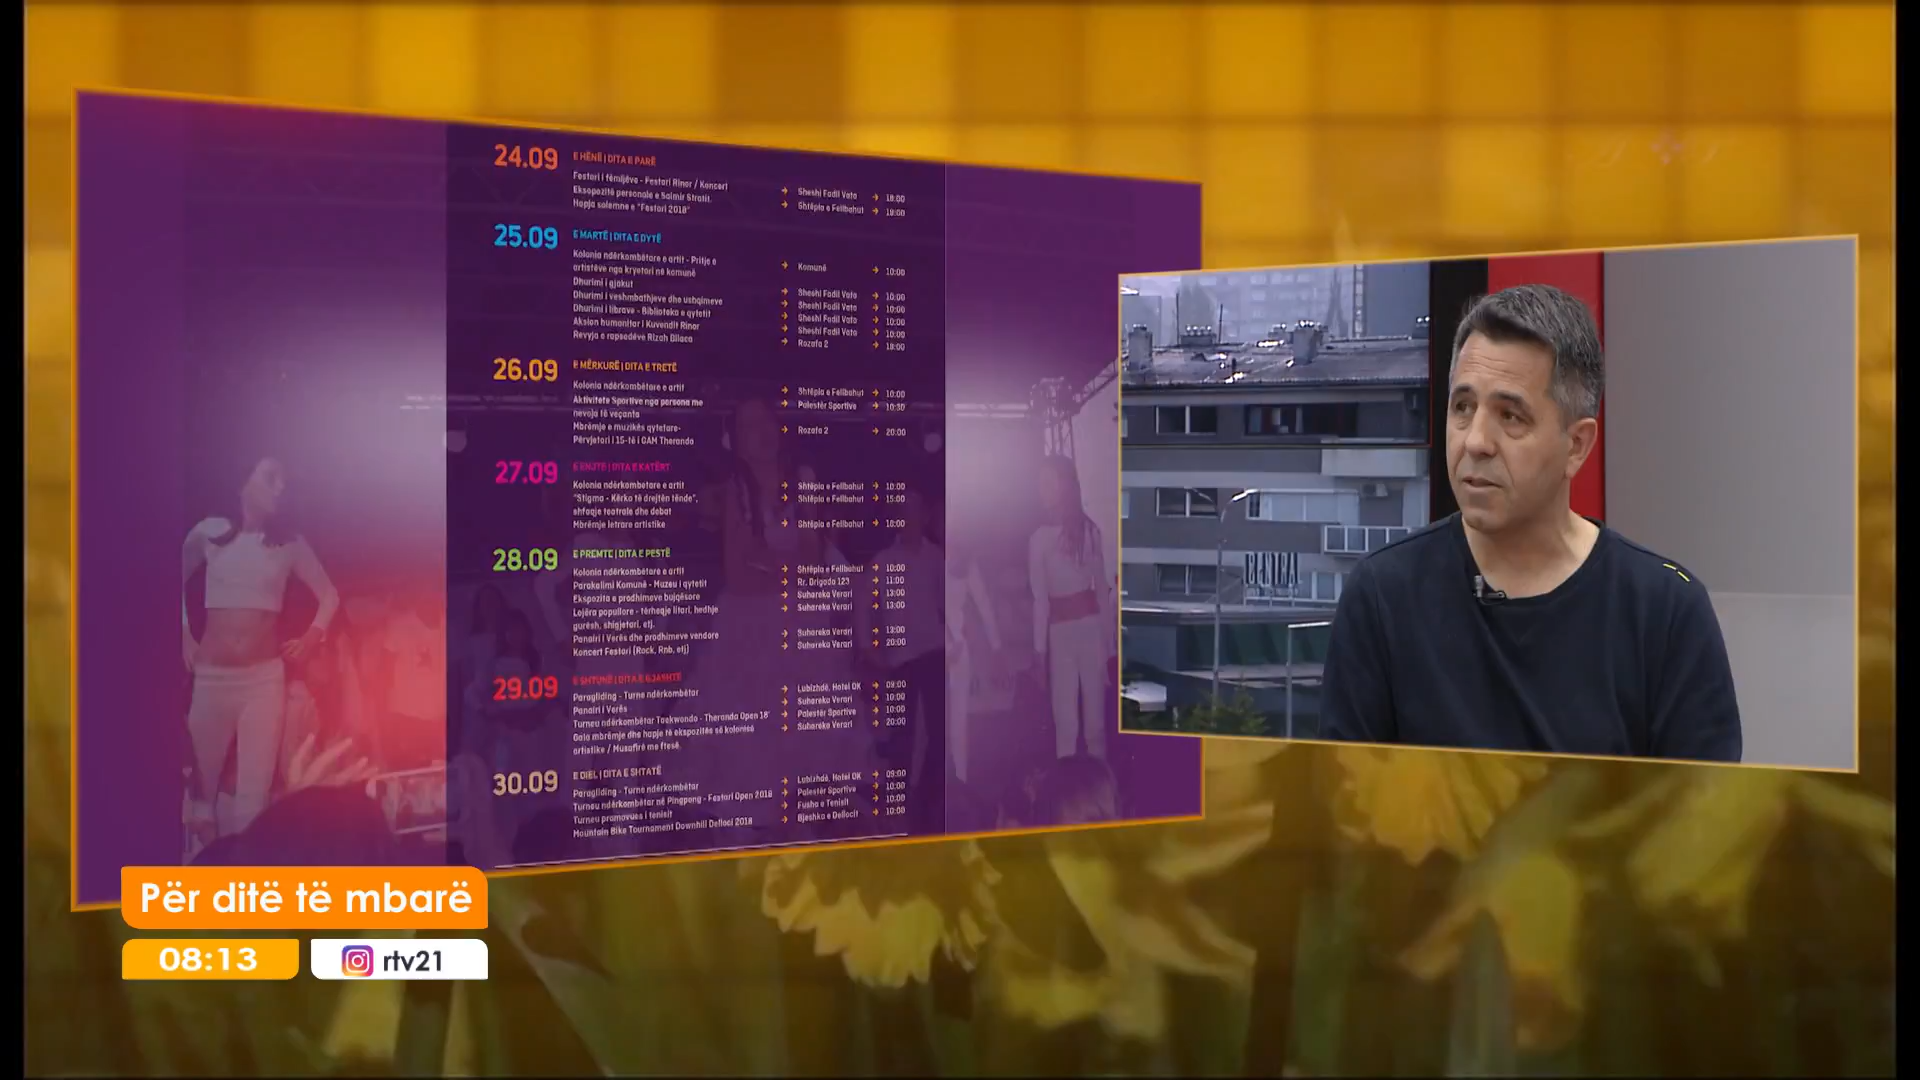 24.09 E HËNË | DITA E PARË
Festari i fëmijëve - Festari Rinor / Koncert → Sheshi Fadil Vata → 18:00
Ekspozitë personale e Saimir Stratit. → Shtëpia e Fellbahut → 19:00
Hapja solemne e "Festari 2018"
25.09 E MARTË | DITA E DYTË
Kolonia ndërkombëtare e artit - Pritje e
artistëve nga kryetari në komunë → Komunë → 10:00
Dhurimi i gjakut → Sheshi Fadil Vata → 10:00
Dhurimi i veshmbathjeve dhe ushqimeve → Sheshi Fadil Vata → 10:00
Dhurimi i librave - Biblioteka e qytetit → Sheshi Fadil Vata → 10:00
Aksion humanitar i Kuvendit Rinor → Sheshi Fadil Vata → 10:00
Revyja e rapsodëve Rizah Bllaca → Rozafa 2 → 18:00
26.09 E MËRKURË | DITA E TRETË
Kolonia ndërkombëtare e artit → Shtëpia e Fellbahut → 10:00
Aktivitete Sportive nga persona me → Palestër Sportive → 10:30
nevoja të veçanta
Mbrëmje e muzikës qytetare- → Rozafa 2 → 20:00
Përvjetori i 15-të i GAM Theranda
27.09 E ENJTE | DITA E KATËRT
Kolonia ndërkombëtare e artit → Shtëpia e Fellbahut → 10:00
"Stigma - Kërko të drejtën tënde", → Shtëpia e Fellbahut → 15:00
shfaqje teatrale dhe debat
Mbrëmje letrare artistike → Shtëpia e Fellbahut → 18:00
28.09 E PREMTE | DITA E PESTË
Kolonia ndërkombëtare e artit → Shtëpia e Fellbahut → 10:00
Parakalimi Komunë - Muzeu i qytetit → Rr. Brigada 123 → 11:00
Ekspozita e prodhimeve bujqësore → Suhareka Verari → 13:00
Lojëra popullore - tërheqje litari, hedhje → Suhareka Verari → 13:00
gurësh, shigjetari, etj.
Panairi i Verës dhe prodhimeve vendore → Suhareka Verari → 13:00
Koncert Festari (Rock, Rnb, etj) → Suhareka Verari → 20:00
29.09 E SHTUNË | DITA E GJASHTË
Paragliding - Turne ndërkombëtar → Lubizhdë, Hotel OK → 09:00
Panairi i Verës → Suhareka Verari → 10:00
Turneu ndërkombëtar Taekwondo - Theranda Open 18' → Palestër Sportive → 10:00
Gala mbrëmje dhe hapje të ekspozitës së kolonisë → Suhareka Verari → 20:00
artistike / Musafirë me ftesë.
30.09 E DIEL | DITA E SHTATË
Paragliding - Turne ndërkombëtar → Lubizhdë, Hotel OK → 09:00
Turneu ndërkombëtar në Pingpong - Festari Open 2018 → Palestër Sportive → 10:00
Turneu promovues i tenisit → Fusha e Tenisit → 10:00
Mountain Bike Tournament Downhill Delloci 2018 → Bjeshka e Dellocit → 10:00
Për ditë të mbarë
08:13
rtv21